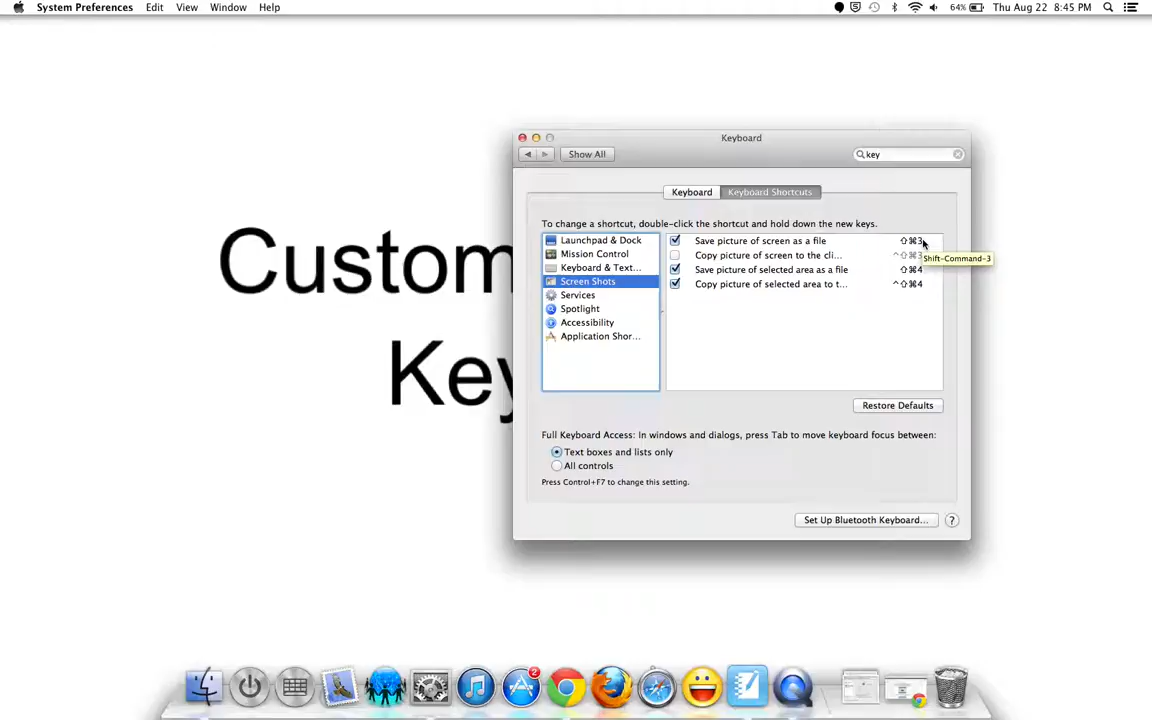 System Preferences Edit View Window Help 64% Thu Aug 22 8:45 PM
Keyboard
Show All key
Keyboard Keyboard Shortcuts
To change a shortcut, double-click the shortcut and hold down the new keys.
Launchpad & Dock
Mission Control
Keyboard & Text...
Screen Shots
Services
Spotlight
Accessibility
Application Shor...
Save picture of screen as a file ⇧⌘3
Copy picture of screen to the cli... ^⇧⌘3
Save picture of selected area as a file ⇧⌘4
Copy picture of selected area to t... ^⇧⌘4
Shift-Command-3
Restore Defaults
Full Keyboard Access: In windows and dialogs, press Tab to move keyboard focus between:
Text boxes and lists only
All controls
Press Control+F7 to change this setting.
Set Up Bluetooth Keyboard... ?
Custom
Key
2